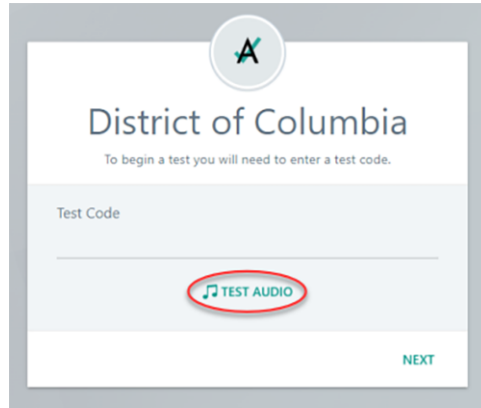 District of Columbia
To begin a test you will need to enter a test code.
Test Code
TEST AUDIO
NEXT